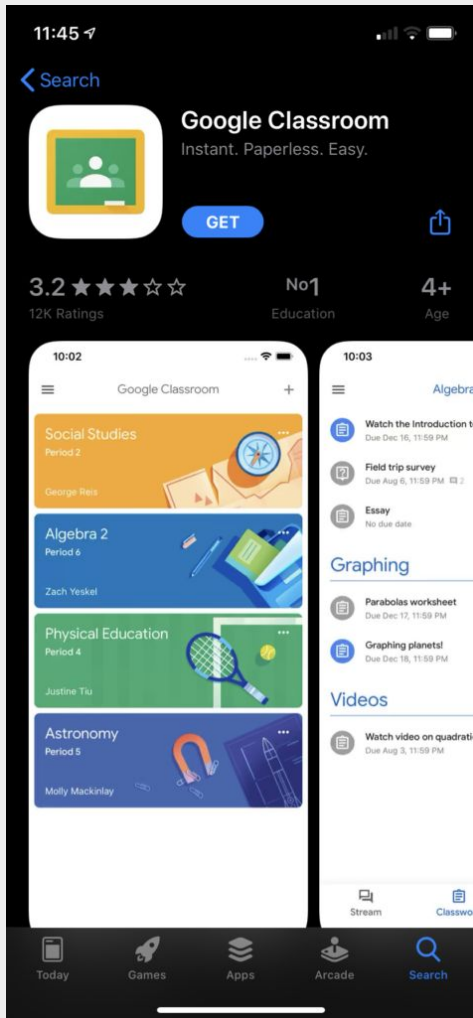 11:45
Search
Google Classroom
Instant. Paperless. Easy.
GET
3.2
No1
4+
12K Ratings
Education
Age
10:02
Google Classroom
Social Studies
Period 2
George Reis
Algebra 2
Period 6
Zach Yeskel
Physical Education
Period 4
Justine Tiu
Astronomy
Period 5
Molly Mackinlay
10:03
Algebra
Watch the Introduction t
Due Dec 16, 11:59 PM
Field trip survey
Due Aug 6, 11:59 PM 2
Essay
No due date
Graphing
Parabolas worksheet
Due Dec 17, 11:59 PM
Graphing planets!
Due Dec 18, 11:59 PM
Videos
Watch video on quadrati
Due Aug 3, 11:59 PM
Stream
Classwo
Today
Games
Apps
Arcade
Search